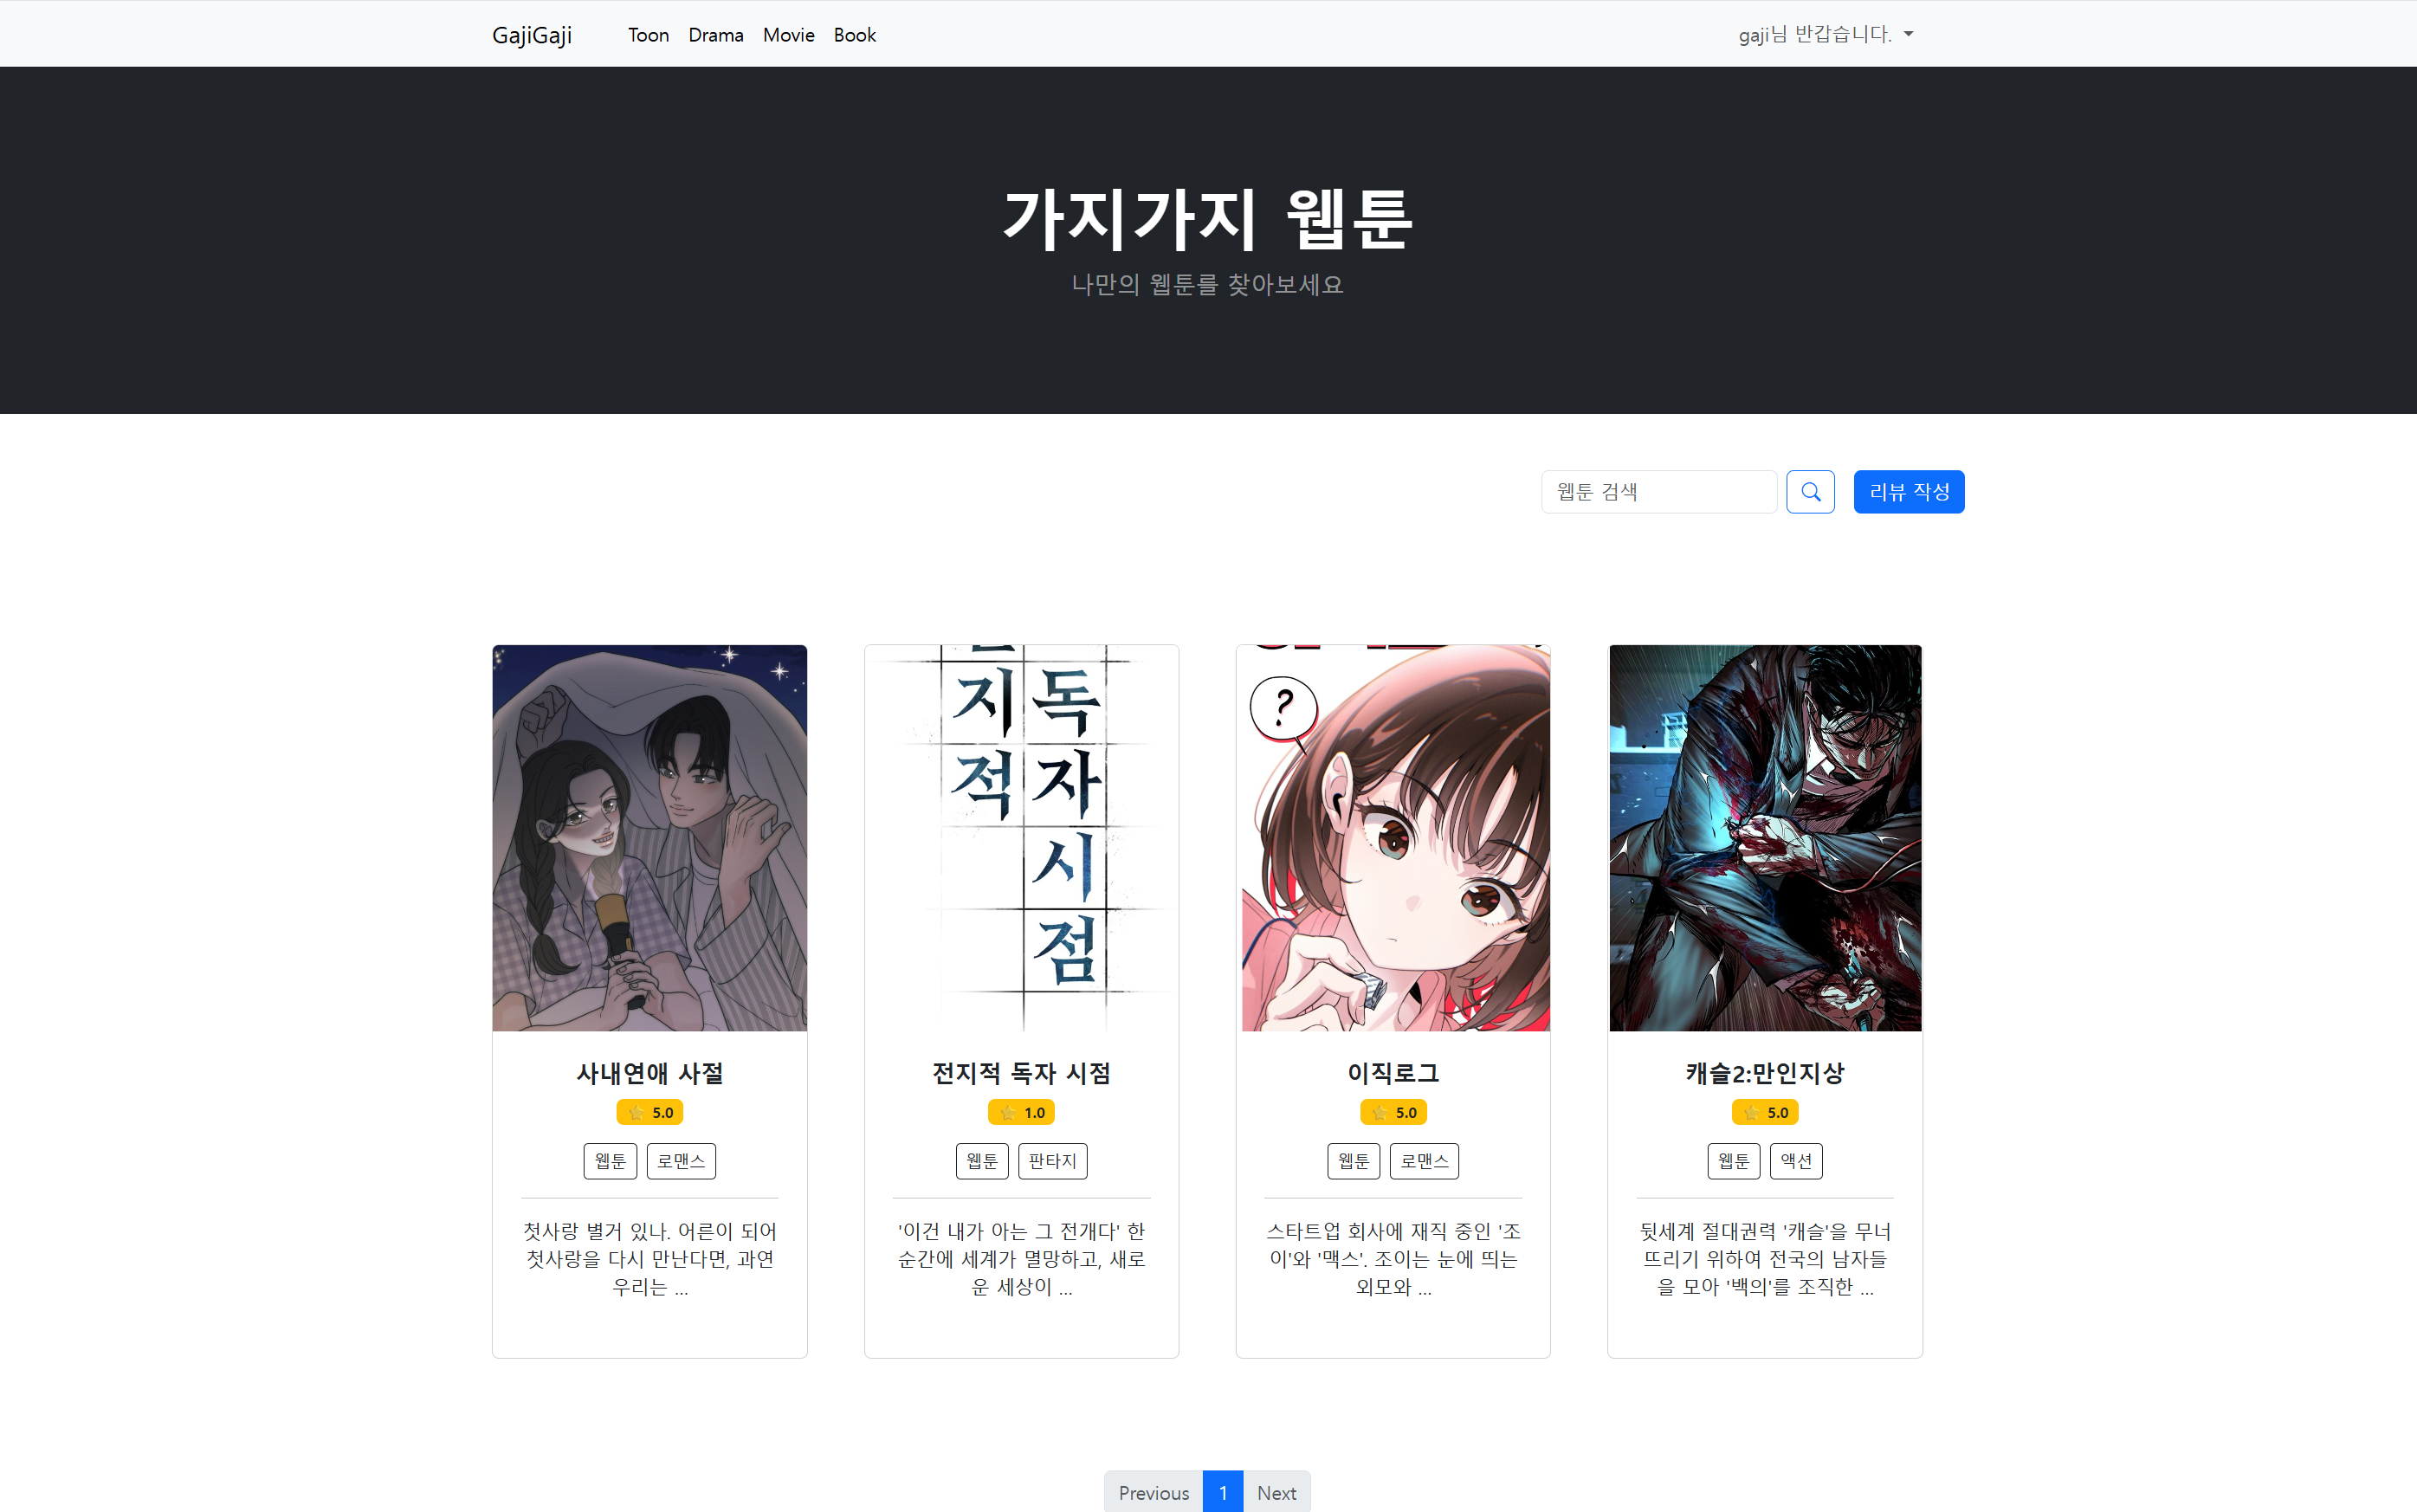 GajiGaji Toon Drama Movie Book gaji님 반갑습니다.
가지가지 웹툰
나만의 웹툰를 찾아보세요
웹툰 검색 리뷰 작성
지
적
독
자
시
점
?
사내연애 사절
5.0
웹툰 로맨스
첫사랑 별거 있나. 어른이 되어
첫사랑을 다시 만난다면, 과연
우리는 ...
전지적 독자 시점
1.0
웹툰 판타지
'이건 내가 아는 그 전개다' 한
순간에 세계가 멸망하고, 새로
운 세상이 ...
이직로그
5.0
웹툰 로맨스
스타트업 회사에 재직 중인 '조
이'와 '맥스'. 조이는 눈에 띄는
외모와 ...
캐슬2:만인지상
5.0
웹툰 액션
뒷세계 절대권력 '캐슬'을 무너
뜨리기 위하여 전국의 남자들
을 모아 '백의'를 조직한 ...
Previous 1 Next